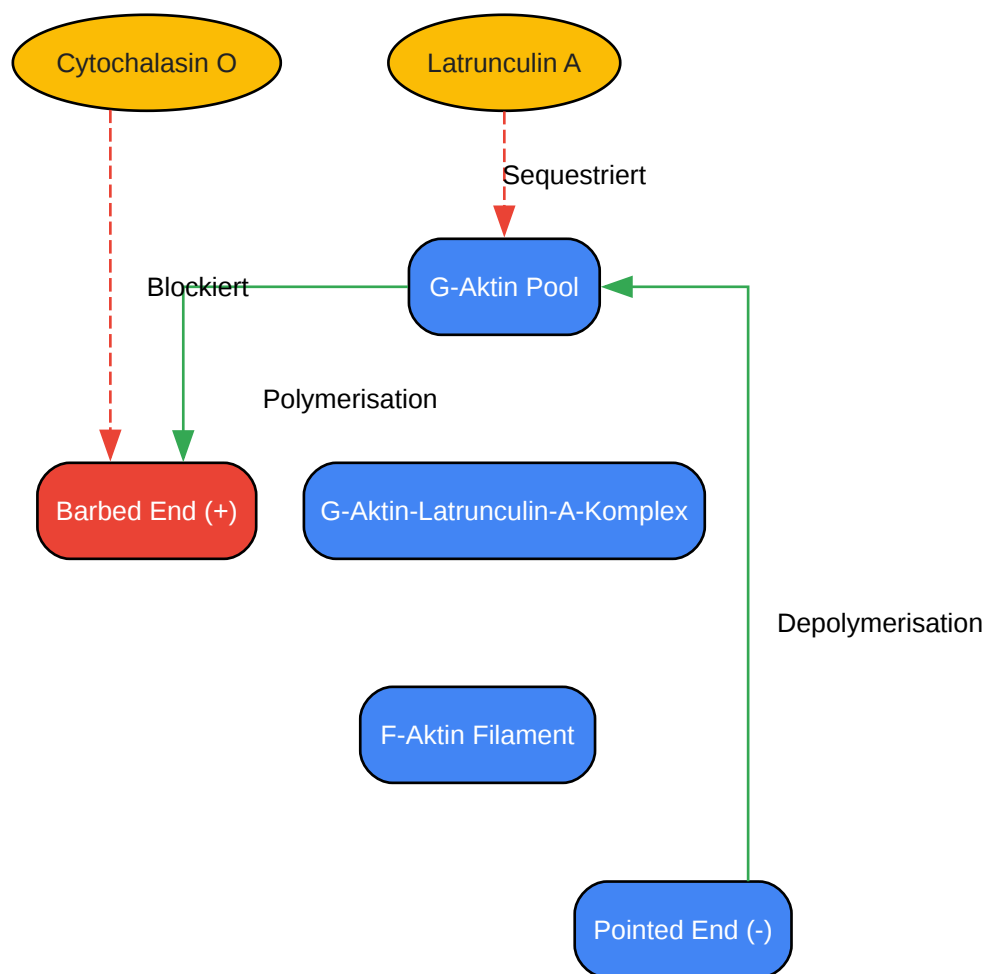 Cytochalasin O
Latrunculin A
Sequestriert
G-Aktin Pool
Blockiert
Polymerisation
Barbed End (+)
G-Aktin-Latrunculin-A-Komplex
Depolymerisation
F-Aktin Filament
Pointed End (-)